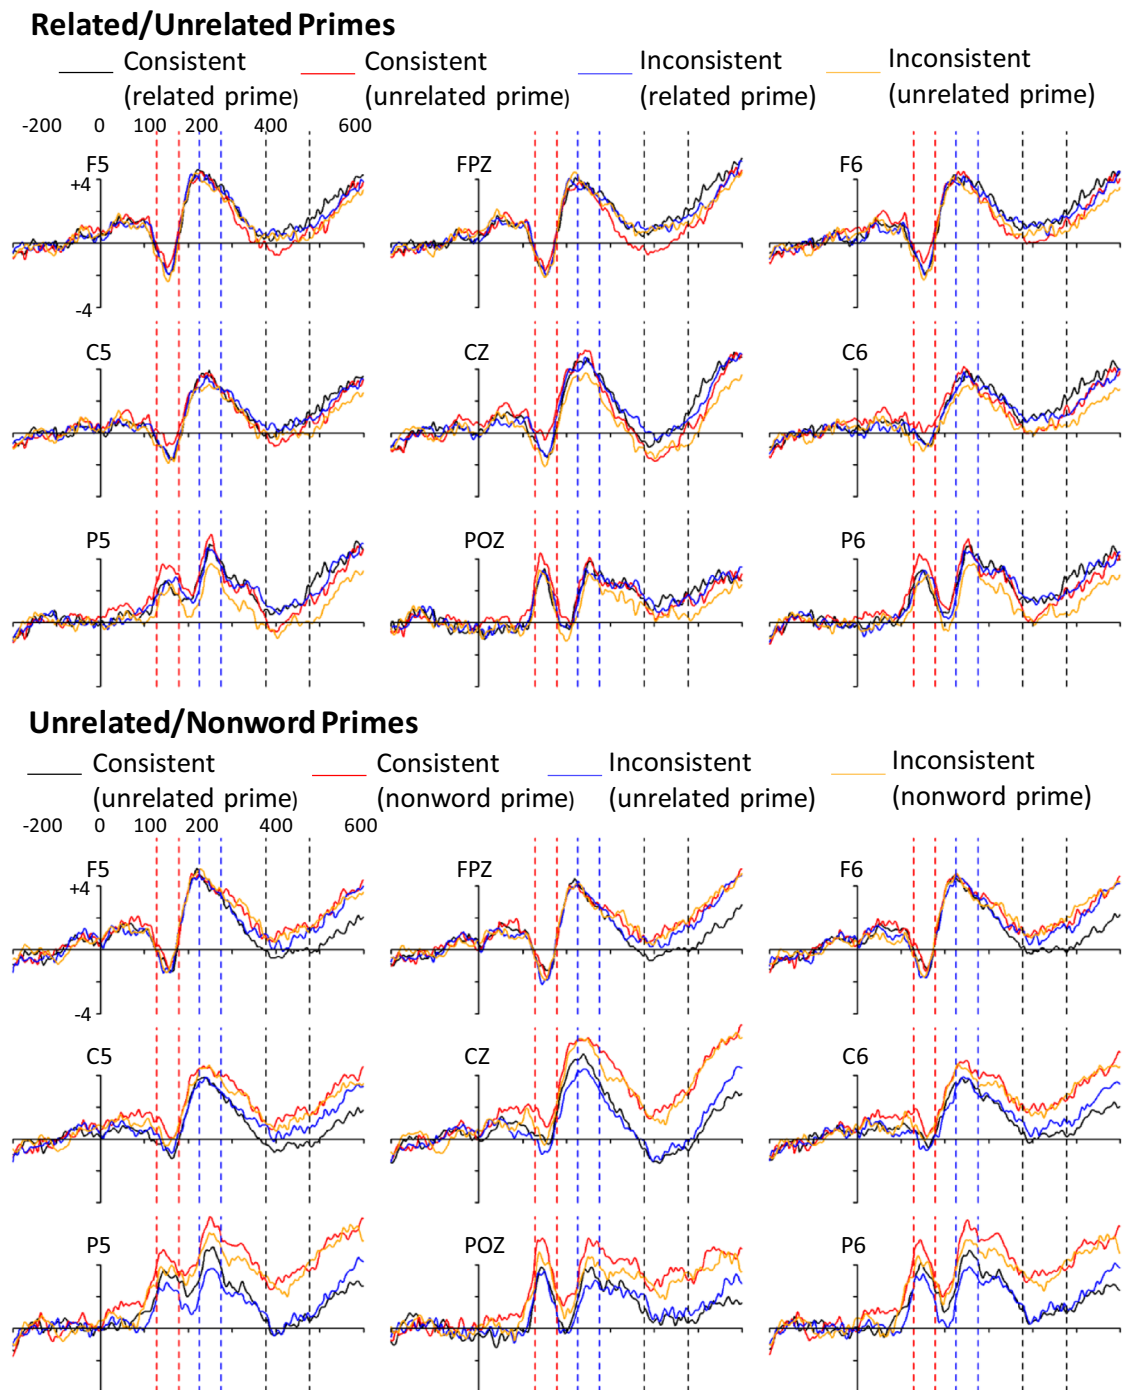 Related/Unrelated Primes
Consistent (related prime)
Consistent (unrelated prime)
Inconsistent (related prime)
Inconsistent (unrelated prime)
-200 0 100 200 400 600
F5 FPZ F6
+4
-4
C5 CZ C6
P5 POZ P6
Unrelated/Nonword Primes
Consistent (unrelated prime)
Consistent (nonword prime)
Inconsistent (unrelated prime)
Inconsistent (nonword prime)
-200 0 100 200 400 600
F5 FPZ F6
+4
-4
C5 CZ C6
P5 POZ P6